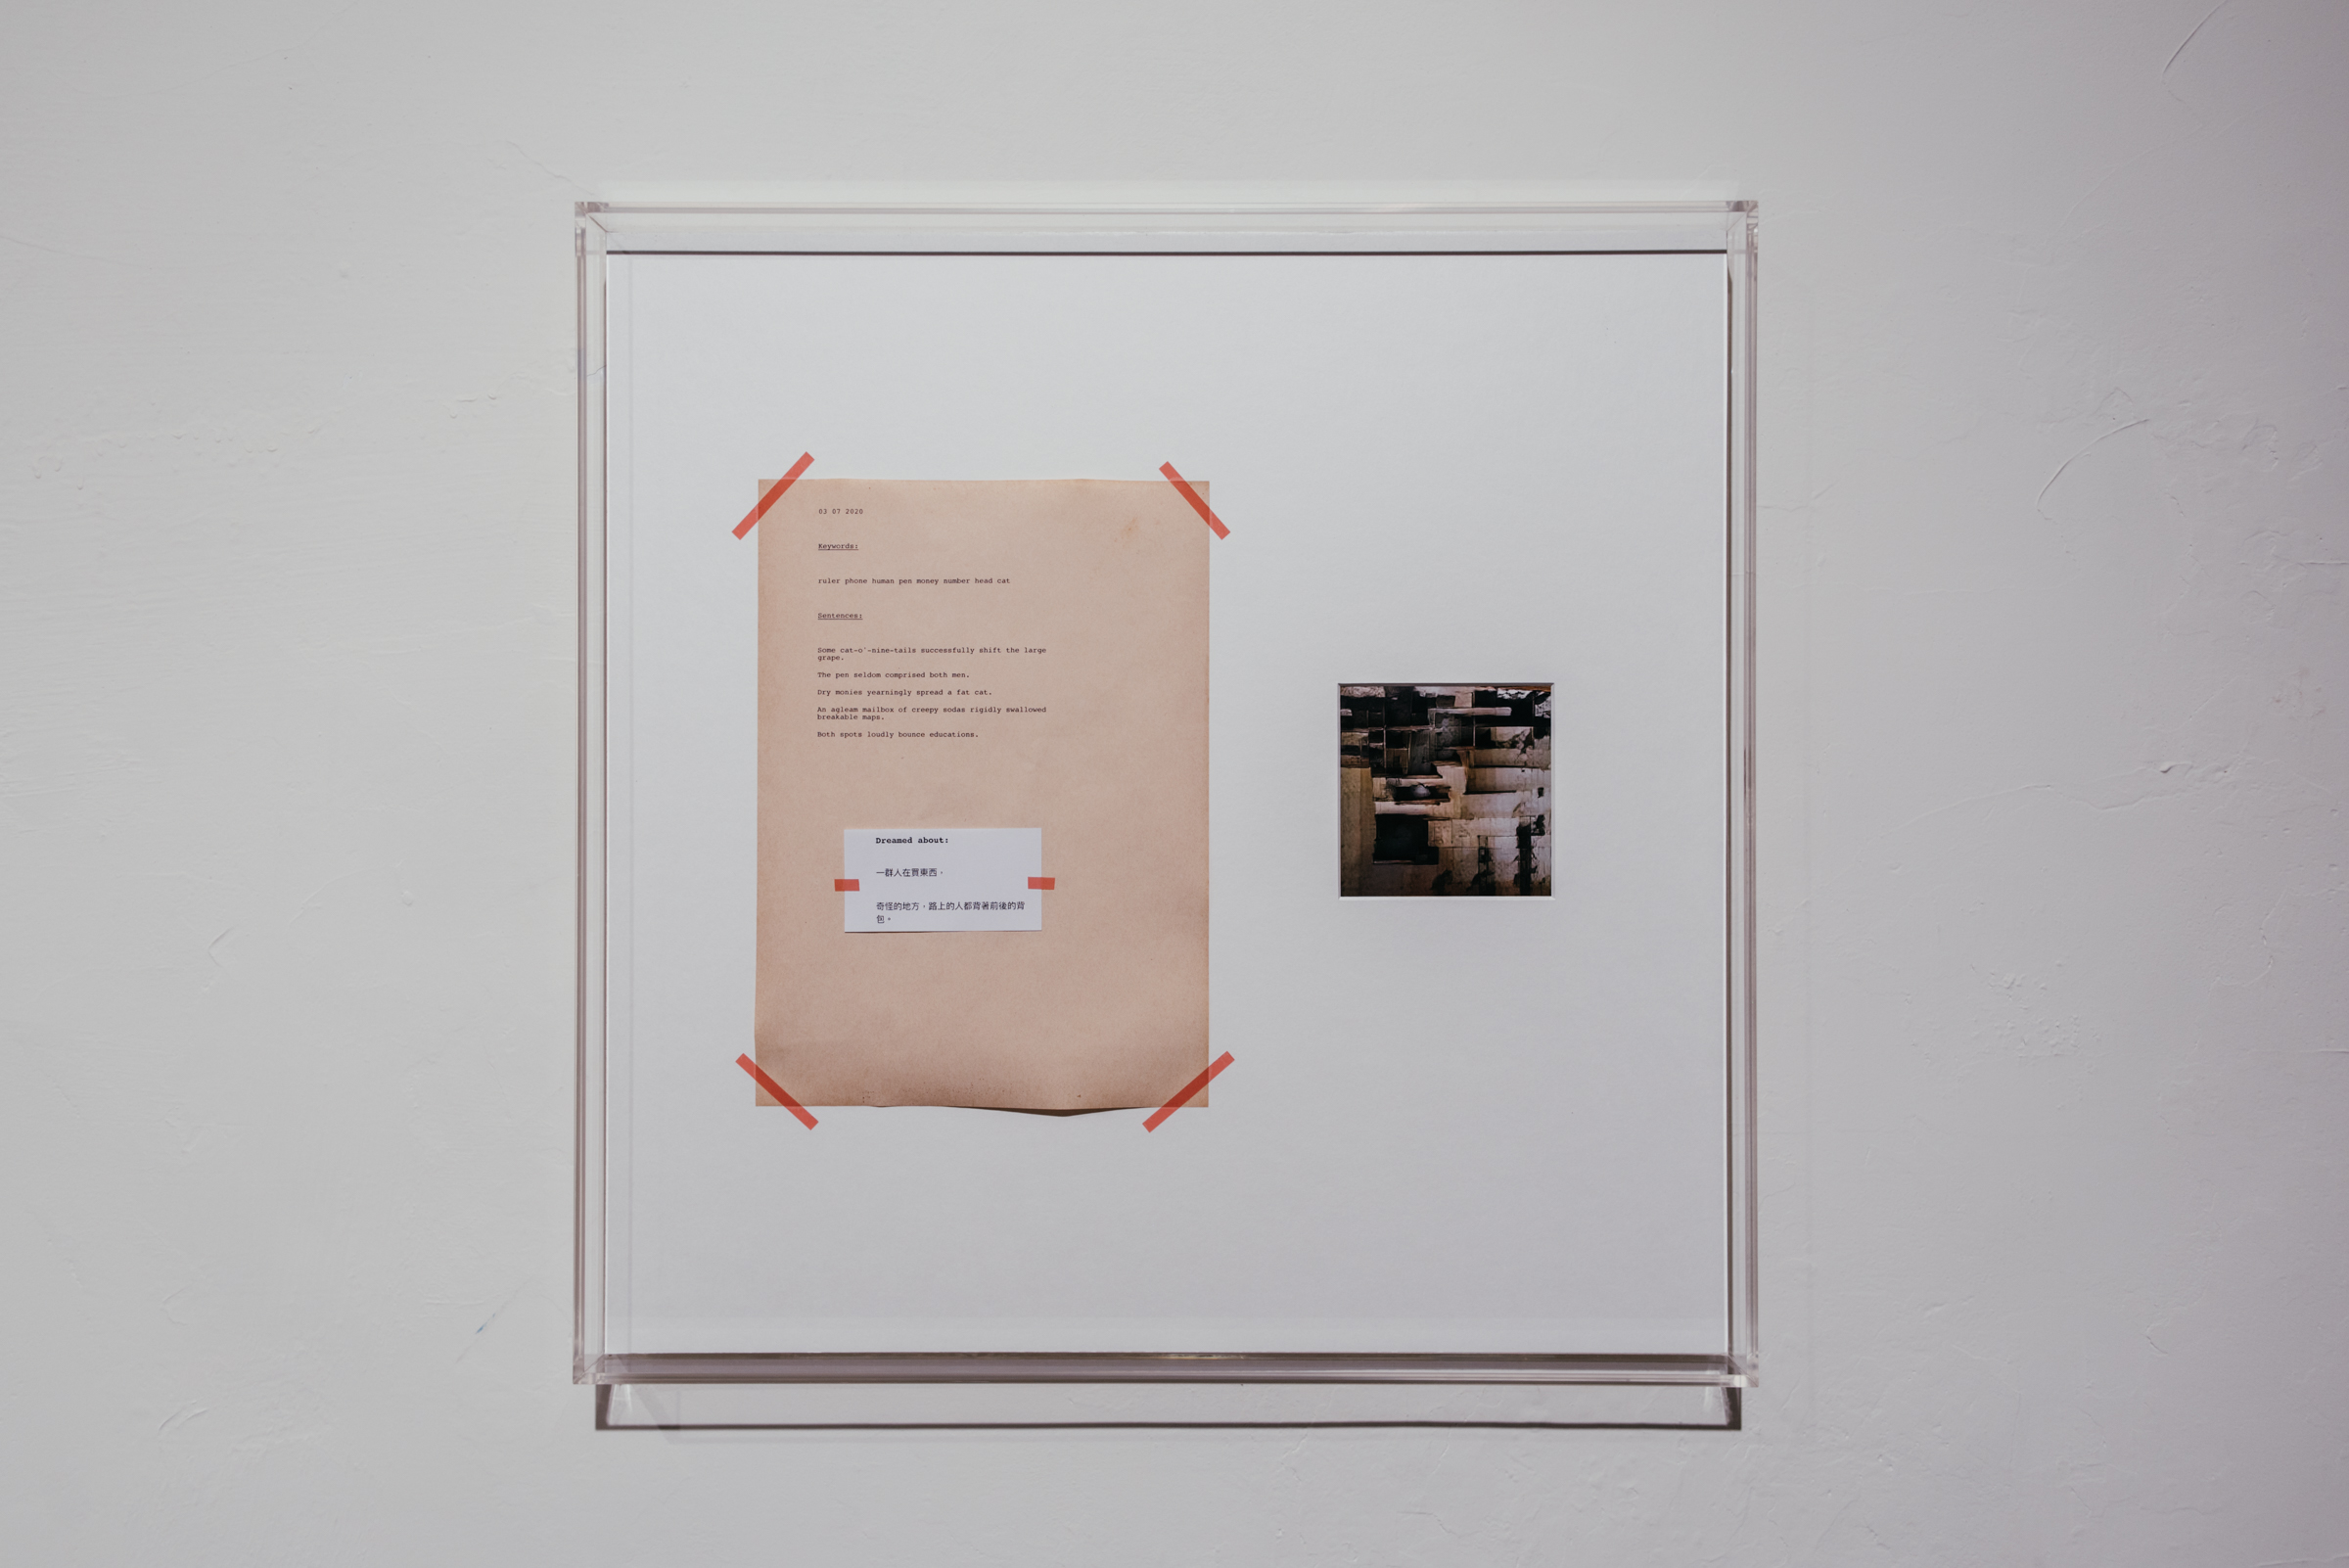 03 07 2020
Keywords:
ruler phone human pen money number head cat
Sentences:
Some cat-o'-nine-tails successfully shift the large
grape.
The pen seldom comprised both men.
Dry monies yearningly spread a fat cat.
An agleam mailbox of creepy sodas rigidly swallowed
breakable maps.
Both spots loudly bounce educations.
Dreamed about:
一群人在買東西，
奇怪的地方，路上的人都背著前後的背
包。